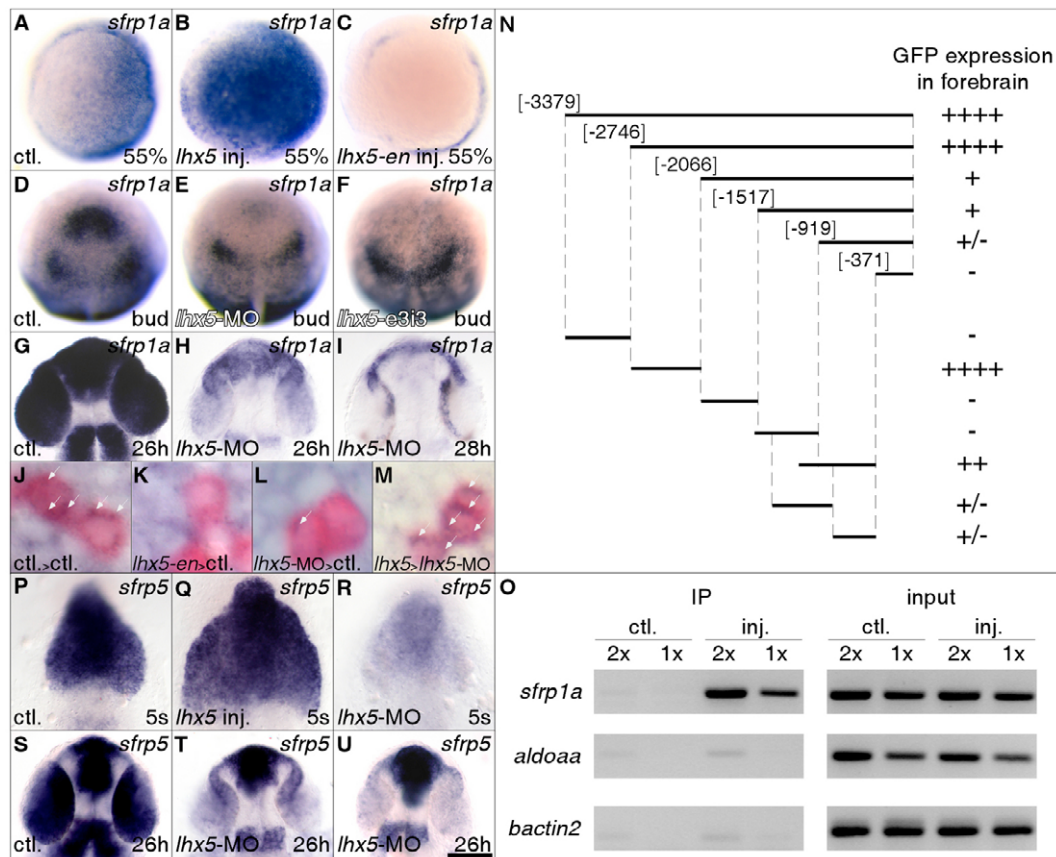 A sfrp1a
ctl. 55%
B sfrp1a
lhx5 inj. 55%
C sfrp1a
lhx5-en inj. 55%
D sfrp1a
ctl. bud
E sfrp1a
lhx5-MO bud
F sfrp1a
lhx5-e3i3 bud
G sfrp1a
ctl. 26h
H sfrp1a
lhx5-MO 26h
I sfrp1a
lhx5-MO 28h
J
ctl.>ctl.
K
lhx5-en>ctl.
L
lhx5-MO>ctl.
M
lhx5>lhx5-MO
P sfrp5
ctl. 5s
Q sfrp5
lhx5 inj. 5s
R sfrp5
lhx5-MO 5s
S sfrp5
ctl. 26h
T sfrp5
lhx5-MO 26h
U sfrp5
lhx5-MO 26h
N
GFP expression
in forebrain
[-3379] ++++
[-2746] ++++
[-2066] +
[-1517] +
[-919] +/-
[-371] -
-
++++
-
-
++
+/-
+/-
O
IP input
ctl. inj. ctl. inj.
2x 1x 2x 1x 2x 1x 2x 1x
sfrp1a
aldoaa
bactin2